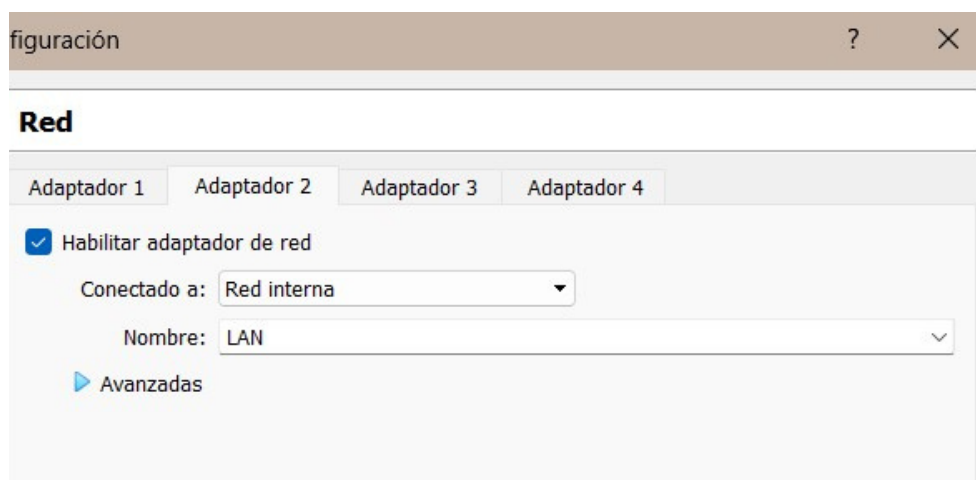 figuración ? ×
Red
Adaptador 1 Adaptador 2 Adaptador 3 Adaptador 4
Habilitar adaptador de red
Conectado a: Red interna
Nombre: LAN
Avanzadas